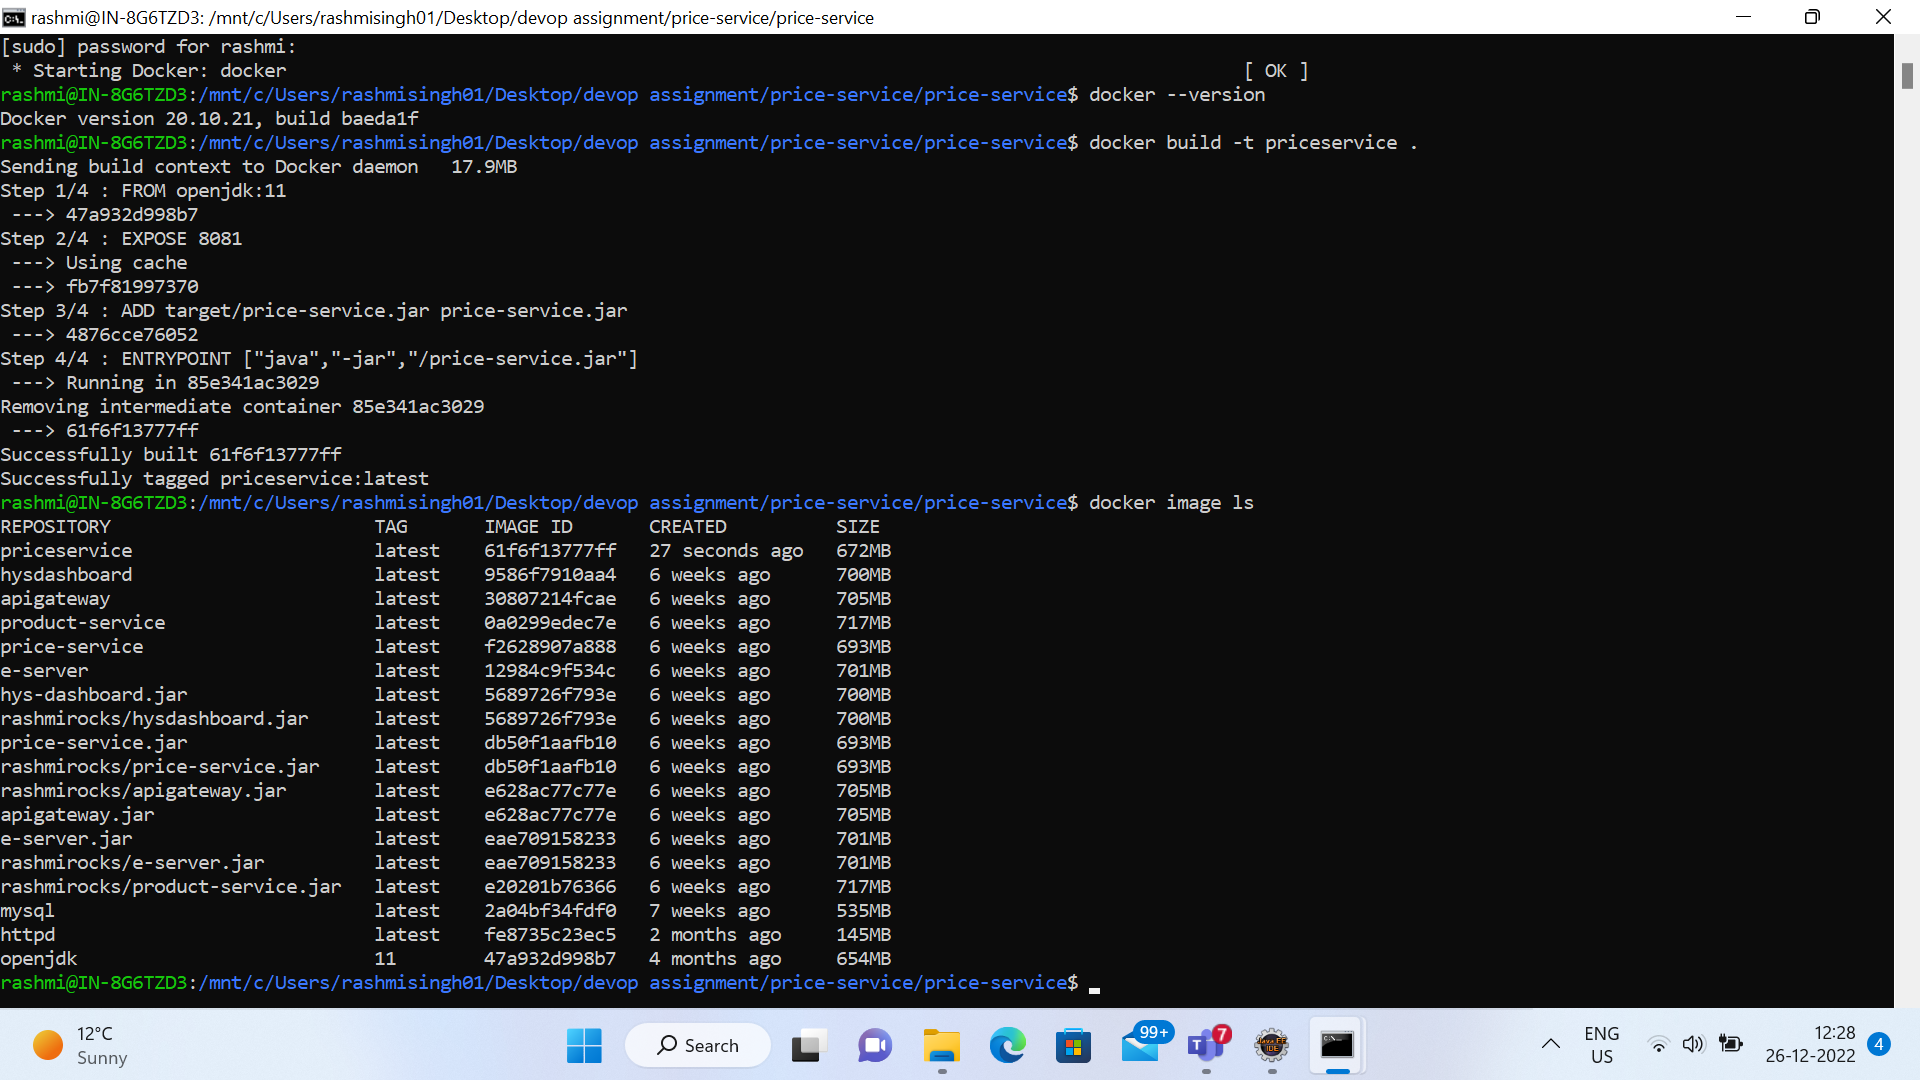 rashmi@IN-8G6TZD3: /mnt/c/Users/rashmisingh01/Desktop/devop assignment/price-service/price-service
[sudo] password for rashmi:
 * Starting Docker: docker [ OK ]
rashmi@IN-8G6TZD3:/mnt/c/Users/rashmisingh01/Desktop/devop assignment/price-service/price-service$ docker --version
Docker version 20.10.21, build baeda1f
rashmi@IN-8G6TZD3:/mnt/c/Users/rashmisingh01/Desktop/devop assignment/price-service/price-service$ docker build -t priceservice .
Sending build context to Docker daemon   17.9MB
Step 1/4 : FROM openjdk:11
 ---> 47a932d998b7
Step 2/4 : EXPOSE 8081
 ---> Using cache
 ---> fb7f81997370
Step 3/4 : ADD target/price-service.jar price-service.jar
 ---> 4876cce76052
Step 4/4 : ENTRYPOINT ["java","-jar","/price-service.jar"]
 ---> Running in 85e341ac3029
Removing intermediate container 85e341ac3029
 ---> 61f6f13777ff
Successfully built 61f6f13777ff
Successfully tagged priceservice:latest
rashmi@IN-8G6TZD3:/mnt/c/Users/rashmisingh01/Desktop/devop assignment/price-service/price-service$ docker image ls
REPOSITORY                        TAG       IMAGE ID       CREATED          SIZE
priceservice                      latest    61f6f13777ff   27 seconds ago   672MB
hysdashboard                      latest    9586f7910aa4   6 weeks ago      700MB
apigateway                        latest    30807214fcae   6 weeks ago      705MB
product-service                   latest    0a0299edec7e   6 weeks ago      717MB
price-service                     latest    f2628907a888   6 weeks ago      693MB
e-server                          latest    12984c9f534c   6 weeks ago      701MB
hys-dashboard.jar                 latest    5689726f793e   6 weeks ago      700MB
rashmirocks/hysdashboard.jar      latest    5689726f793e   6 weeks ago      700MB
price-service.jar                 latest    db50f1aafb10   6 weeks ago      693MB
rashmirocks/price-service.jar     latest    db50f1aafb10   6 weeks ago      693MB
rashmirocks/apigateway.jar        latest    e628ac77c77e   6 weeks ago      705MB
apigateway.jar                    latest    e628ac77c77e   6 weeks ago      705MB
e-server.jar                      latest    eae709158233   6 weeks ago      701MB
rashmirocks/e-server.jar          latest    eae709158233   6 weeks ago      701MB
rashmirocks/product-service.jar   latest    e20201b76366   6 weeks ago      717MB
mysql                             latest    2a04bf34fdf0   7 weeks ago      535MB
httpd                             latest    fe8735c23ec5   2 months ago     145MB
openjdk                           11        47a932d998b7   4 months ago     654MB
rashmi@IN-8G6TZD3:/mnt/c/Users/rashmisingh01/Desktop/devop assignment/price-service/price-service$
12°C
Sunny
Search
99+
T
7
Java EE
IDE
ENG
US
12:28
26-12-2022
4